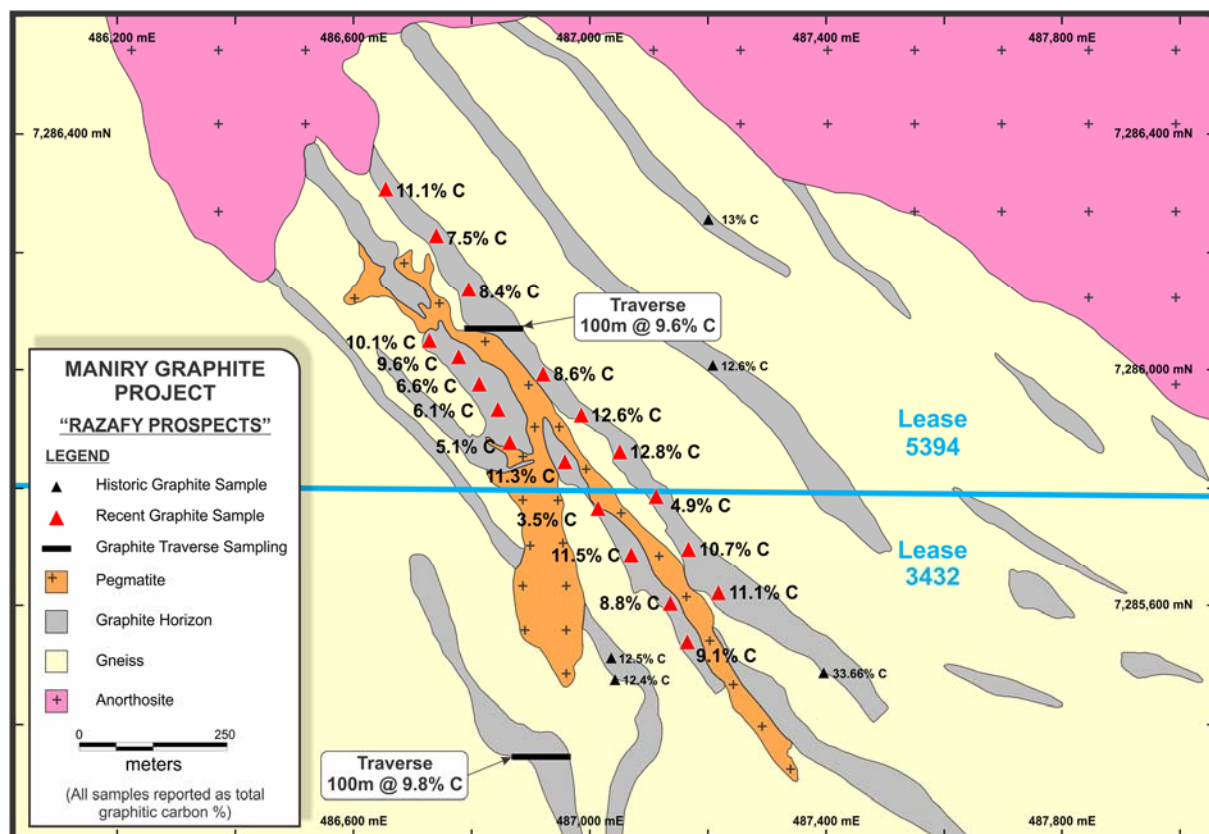 486,200 mE
486,600 mE
487,000 mE
487,400 mE
487,800 mE
7,286,400 mN
7,286,400 mN
11.1% C
13% C
7.5% C
8.4% C
Traverse
100m @ 9.6% C
10.1% C
9.6% C
6.6% C
6.1% C
5.1% C
11.3% C
8.6% C
12.6% C
7,286,000 mN
12.6% C
12.8% C
Lease
5394
4.9% C
3.5% C
11.5% C
10.7% C
Lease
3432
8.8% C
11.1% C
7,285,600 mN
9.1% C
12.5% C
12.4% C
33.66% C
Traverse
100m @ 9.8% C
MANIRY GRAPHITE
PROJECT
"RAZAFY PROSPECTS"
LEGEND
Historic Graphite Sample
Recent Graphite Sample
Graphite Traverse Sampling
Pegmatite
Graphite Horizon
Gneiss
Anorthosite
0 250
meters
(All samples reported as total
graphitic carbon %)
486,600 mE
487,000 mE
487,400 mE
487,800 mE